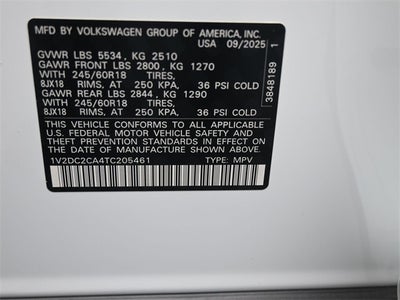 MFD BY VOLKSWAGEN GROUP OF AMERICA, INC.
USA 09/2025
GVWR LBS 5534, KG 2510
GAWR FRONT LBS 2800, KG 1270
WITH 245/60R18 TIRES,
8JX18 RIMS, AT 250 KPA, 36 PSI COLD
GAWR REAR LBS 2844, KG 1290
WITH 245/60R18 TIRES,
8JX18 RIMS, AT 250 KPA, 36 PSI COLD
THIS VEHICLE CONFORMS TO ALL APPLICABLE
U.S. FEDERAL MOTOR VEHICLE SAFETY AND
THEFT PREVENTION STANDARDS IN EFFECT
ON THE DATE OF MANUFACTURE SHOWN ABOVE.
1V2DC2CA4TC205461 TYPE: MPV
3848189 1